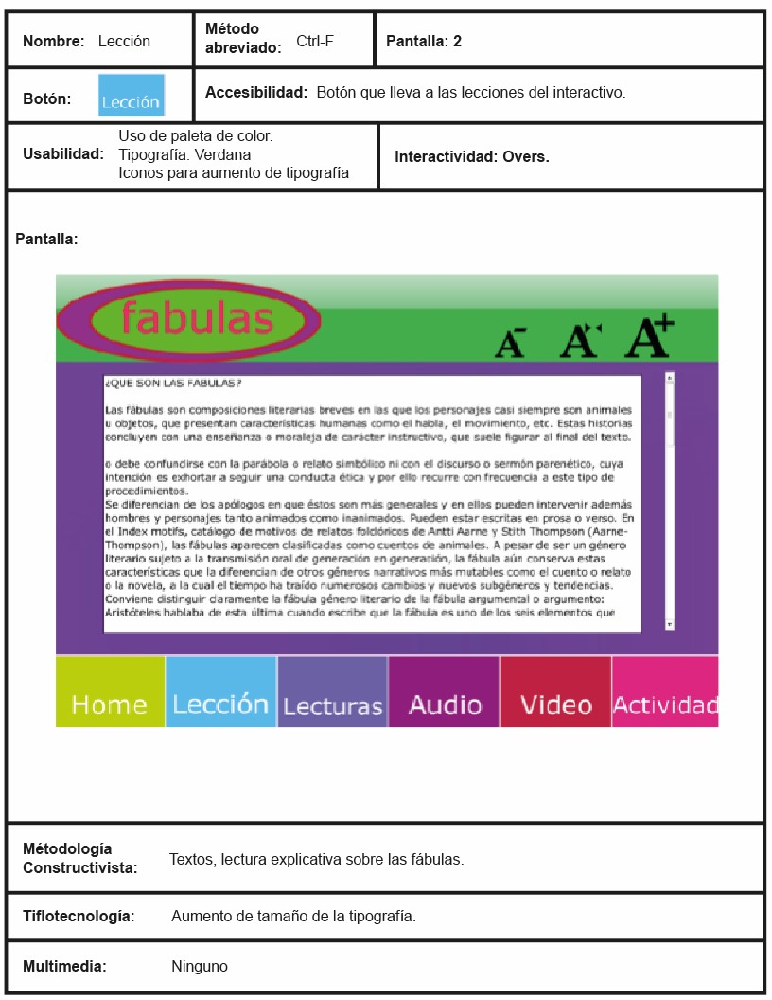 Nombre: Lección
Método
abreviado: Ctrl-F
Pantalla: 2
Botón: Lección
Accesibilidad: Botón que lleva a las lecciones del interactivo.
Usabilidad: Uso de paleta de color.
Tipografía: Verdana
Iconos para aumento de tipografía
Interactividad: Overs.
Pantalla:
fabulas
A- A" A+
¿QUE SON LAS FABULAS?
Las fábulas son composiciones literarias breves en las que los personajes casi siempre son animales
u objetos, que presentan características humanas como el habla, el movimiento, etc. Estas historias
concluyen con una enseñanza o moraleja de carácter instructivo, que suele figurar al final del texto.
o debe confundirse con la parábola o relato simbólico ni con el discurso o sermón parenético, cuya
intención es exhortar a seguir una conducta ética y por ello recurre con frecuencia a este tipo de
procedimientos.
Se diferencian de los apólogos en que éstos son más generales y en ellos pueden intervenir además
hombres y personajes tanto animados como inanimados. Pueden estar escritas en prosa o verso. En
el Index motifs, catálogo de motivos de relatos folclóricos de Antti Aarne y Stith Thompson (Aarne-
Thompson), las fábulas aparecen clasificadas como cuentos de animales. A pesar de ser un género
literario sujeto a la transmisión oral de generación en generación, la fábula aún conserva estas
características que la diferencian de otros géneros narrativos más mutables como el cuento o relato
o la novela, a la cual el tiempo ha traído numerosos cambios y nuevos subgéneros y tendencias.
Conviene distinguir claramente la fábula género literario de la fábula argumental o argumento:
Aristóteles hablaba de esta última cuando escribe que la fábula es uno de los seis elementos que
Home Lección Lecturas Audio Video Actividad
Métodología
Constructivista: Textos, lectura explicativa sobre las fábulas.
Tiflotecnología: Aumento de tamaño de la tipografía.
Multimedia: Ninguno